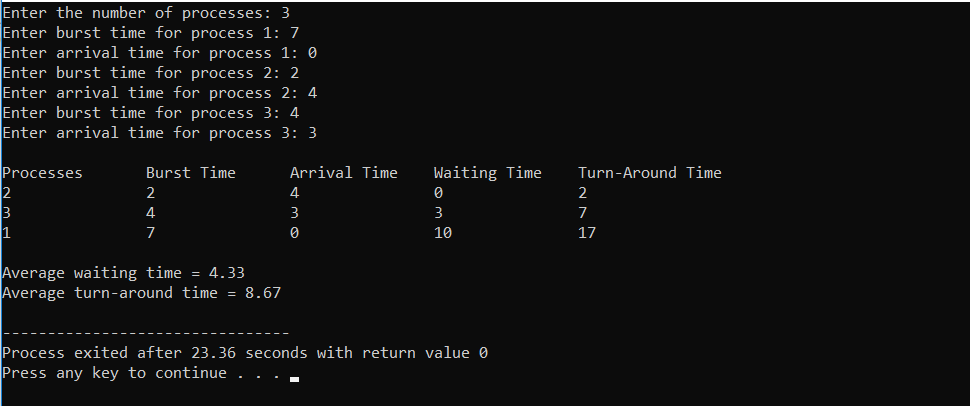 Enter the number of processes: 3
Enter burst time for process 1: 7
Enter arrival time for process 1: 0
Enter burst time for process 2: 2
Enter arrival time for process 2: 4
Enter burst time for process 3: 4
Enter arrival time for process 3: 3
Processes Burst Time Arrival Time Waiting Time Turn-Around Time
2 2 4 0 2
3 4 3 3 7
1 7 0 10 17
Average waiting time = 4.33
Average turn-around time = 8.67
--------------------------------
Process exited after 23.36 seconds with return value 0
Press any key to continue . . .